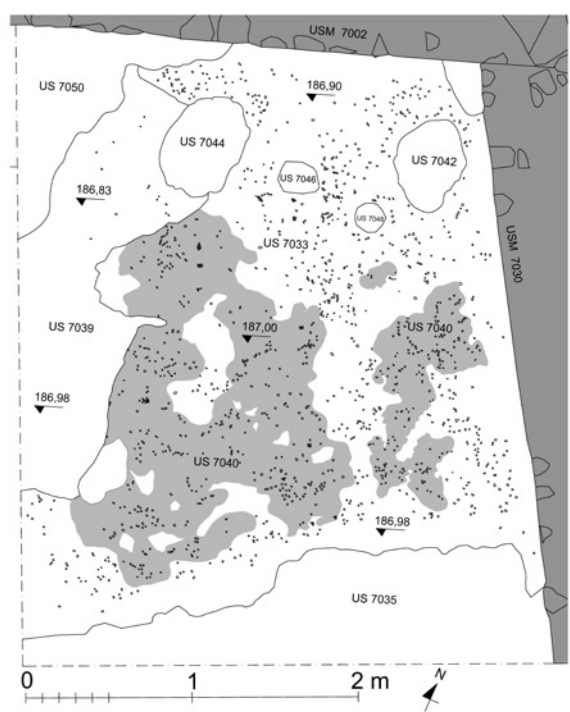 USM 7002
US 7050
186,90
US 7044
US 7042
US 7046
186,83
US 7048
US 7033
USM 7030
US 7039
187,00
US 7040
186,98
US 7040
186,98
US 7035
N
0 1 2 m